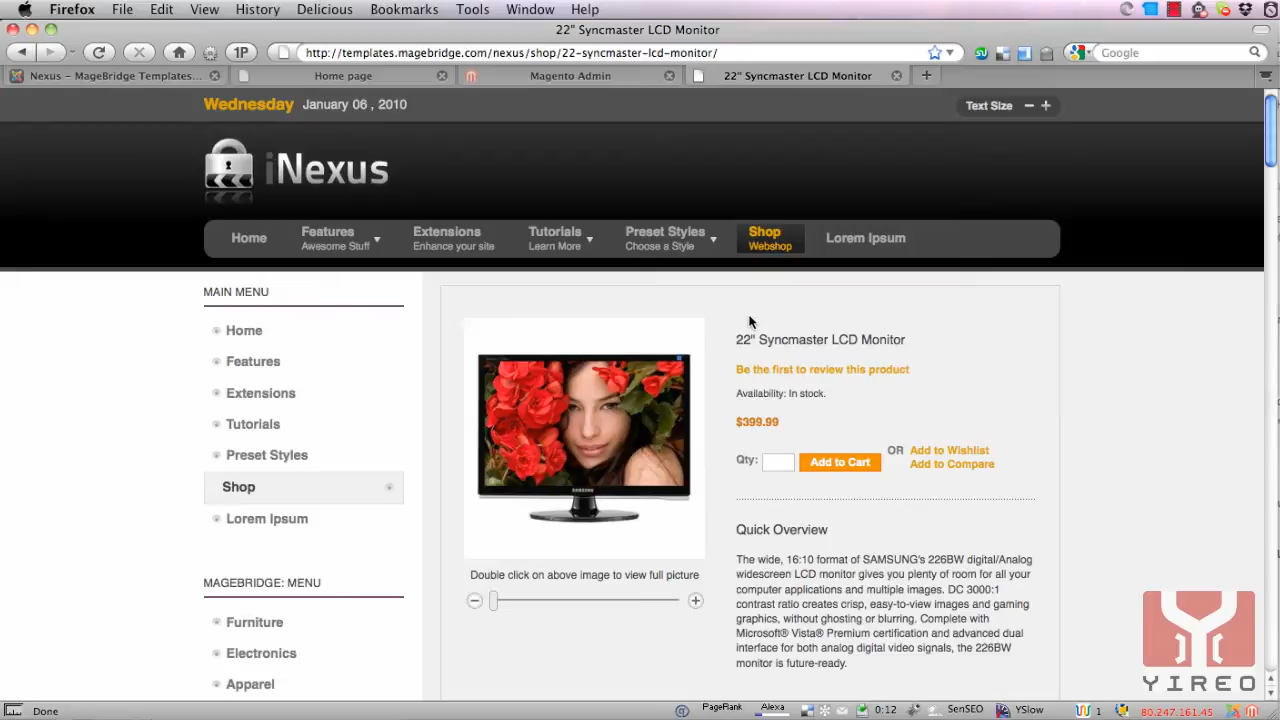 Firefox File Edit View History Delicious Bookmarks Tools Window Help
22" Syncmaster LCD Monitor
1P http://templates.magebridge.com/nexus/shop/22-syncmaster-lcd-monitor/ Google
Nexus – MageBridge Templates... Home page Magento Admin 22" Syncmaster LCD Monitor
Wednesday January 06 , 2010 Text Size
iNexus
Home Features Extensions Tutorials Preset Styles Shop Lorem Ipsum
Awesome Stuff Enhance your site Learn More Choose a Style Webshop
MAIN MENU
Home
Features
Extensions
Tutorials
Preset Styles
Shop
Lorem Ipsum
MAGEBRIDGE: MENU
Furniture
Electronics
Apparel
SAMSUNG
Double click on above image to view full picture
22" Syncmaster LCD Monitor
Be the first to review this product
Availability: In stock.
$399.99
Qty: Add to Cart OR Add to Wishlist
Add to Compare
Quick Overview
The wide, 16:10 format of SAMSUNG's 226BW digital/Analog
widescreen LCD monitor gives you plenty of room for all your
computer applications and multiple images. DC 3000:1
contrast ratio creates crisp, easy-to-view images and gaming
graphics, without ghosting or blurring. Complete with
Microsoft® Vista® Premium certification and advanced dual
interface for both analog digital video signals, the 226BW
monitor is future-ready.
YIREO
Done PageRank Alexa 0:12 SenSEO YSlow 1 80.247.161.45